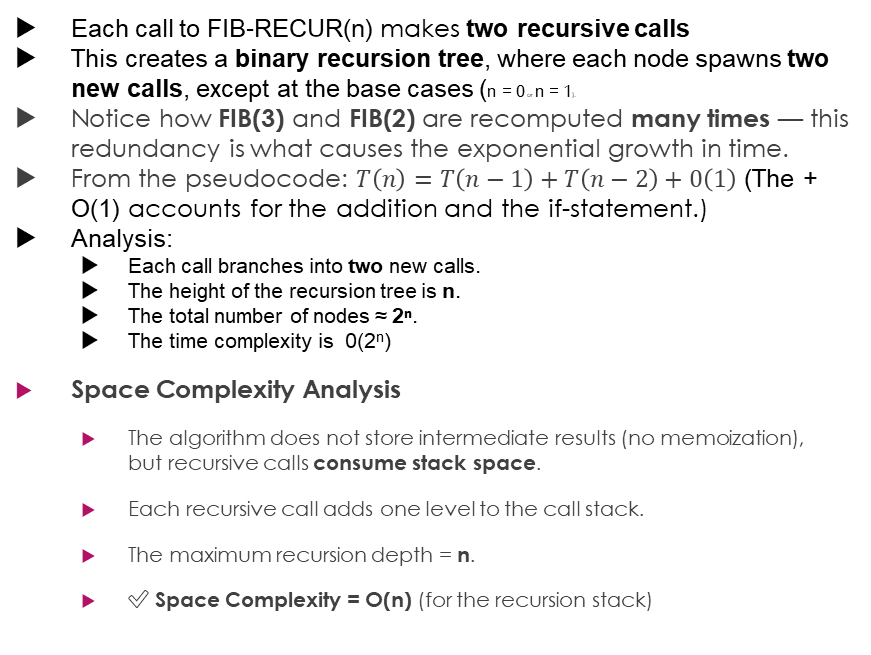 Each call to FIB-RECUR(n) makes two recursive calls
This creates a binary recursion tree, where each node spawns two
new calls, except at the base cases (n = 0 or n = 1).
Notice how FIB(3) and FIB(2) are recomputed many times — this
redundancy is what causes the exponential growth in time.
From the pseudocode: T(n) = T(n − 1) + T(n − 2) + 0(1) (The +
O(1) accounts for the addition and the if-statement.)
Analysis:
Each call branches into two new calls.
The height of the recursion tree is n.
The total number of nodes ≈ 2ⁿ.
The time complexity is 0(2ⁿ)
Space Complexity Analysis
The algorithm does not store intermediate results (no memoization),
but recursive calls consume stack space.
Each recursive call adds one level to the call stack.
The maximum recursion depth = n.
✅ Space Complexity = O(n) (for the recursion stack)